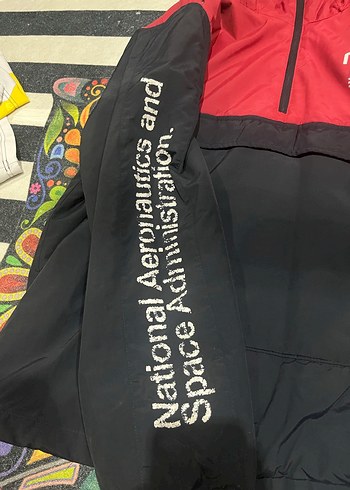 National Aeronautics and
Space Administration.